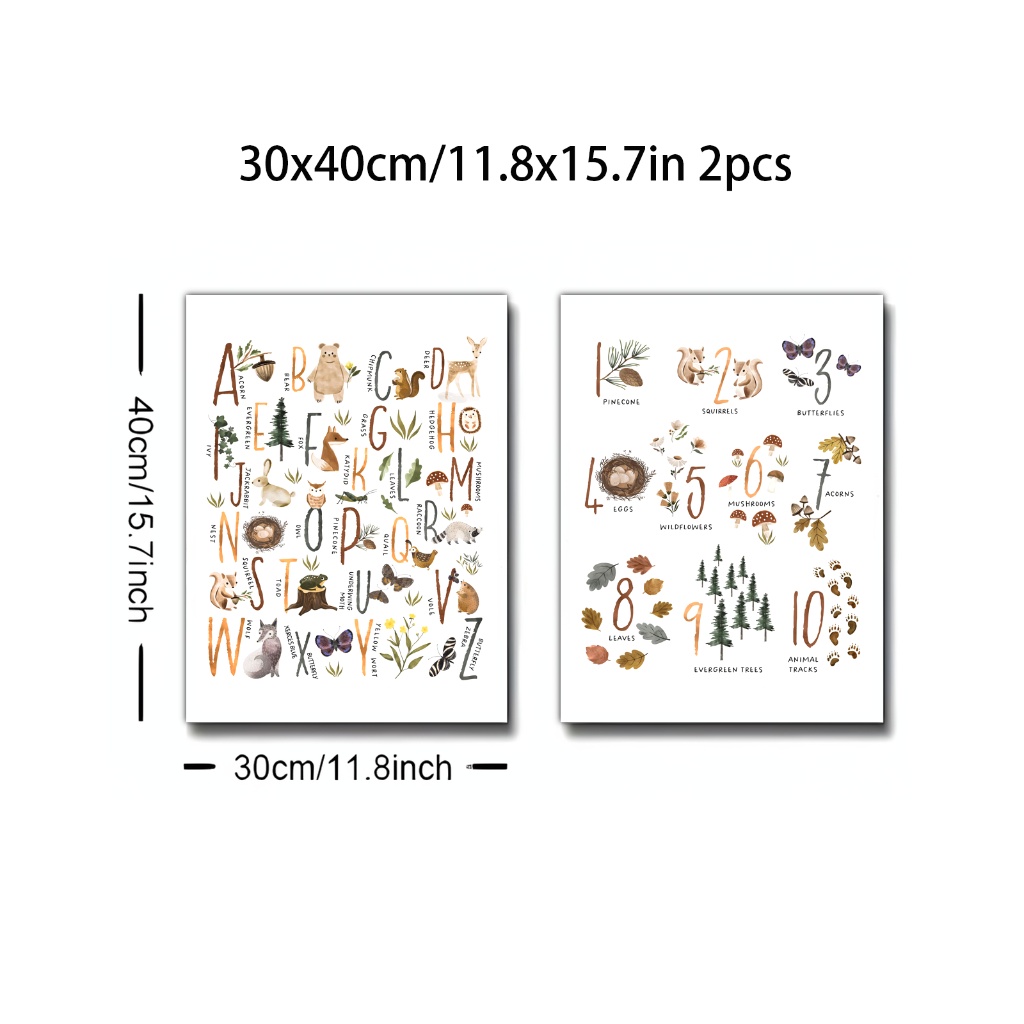 30x40cm/11.8x15.7in 2pcs
40cm/15.7inch
30cm/11.8inch
A ACORN
B BEAR
C CHIPMUNK
D DEER
E EVERGREEN
F FOX
G GRASS
H HEDGEHOG
I IVY
J JACKRABBIT
K KATYDID
L LEAVES
M MUSHROOMS
N NEST
O OWL
P PINECONE
Q QUAIL
R RACCOON
S SQUIRREL
T TOAD
U UNDERWING MOTH
V VOLE
W WOLF
X XERCES BLUE BUTTERFLY
Y YELLOW WORT
Z ZEBRA BUTTERFLY
1 PINECONE
2 SQUIRRELS
3 BUTTERFLIES
4 EGGS
5 WILDFLOWERS
6 MUSHROOMS
7 ACORNS
8 LEAVES
9 EVERGREEN TREES
10 ANIMAL
TRACKS